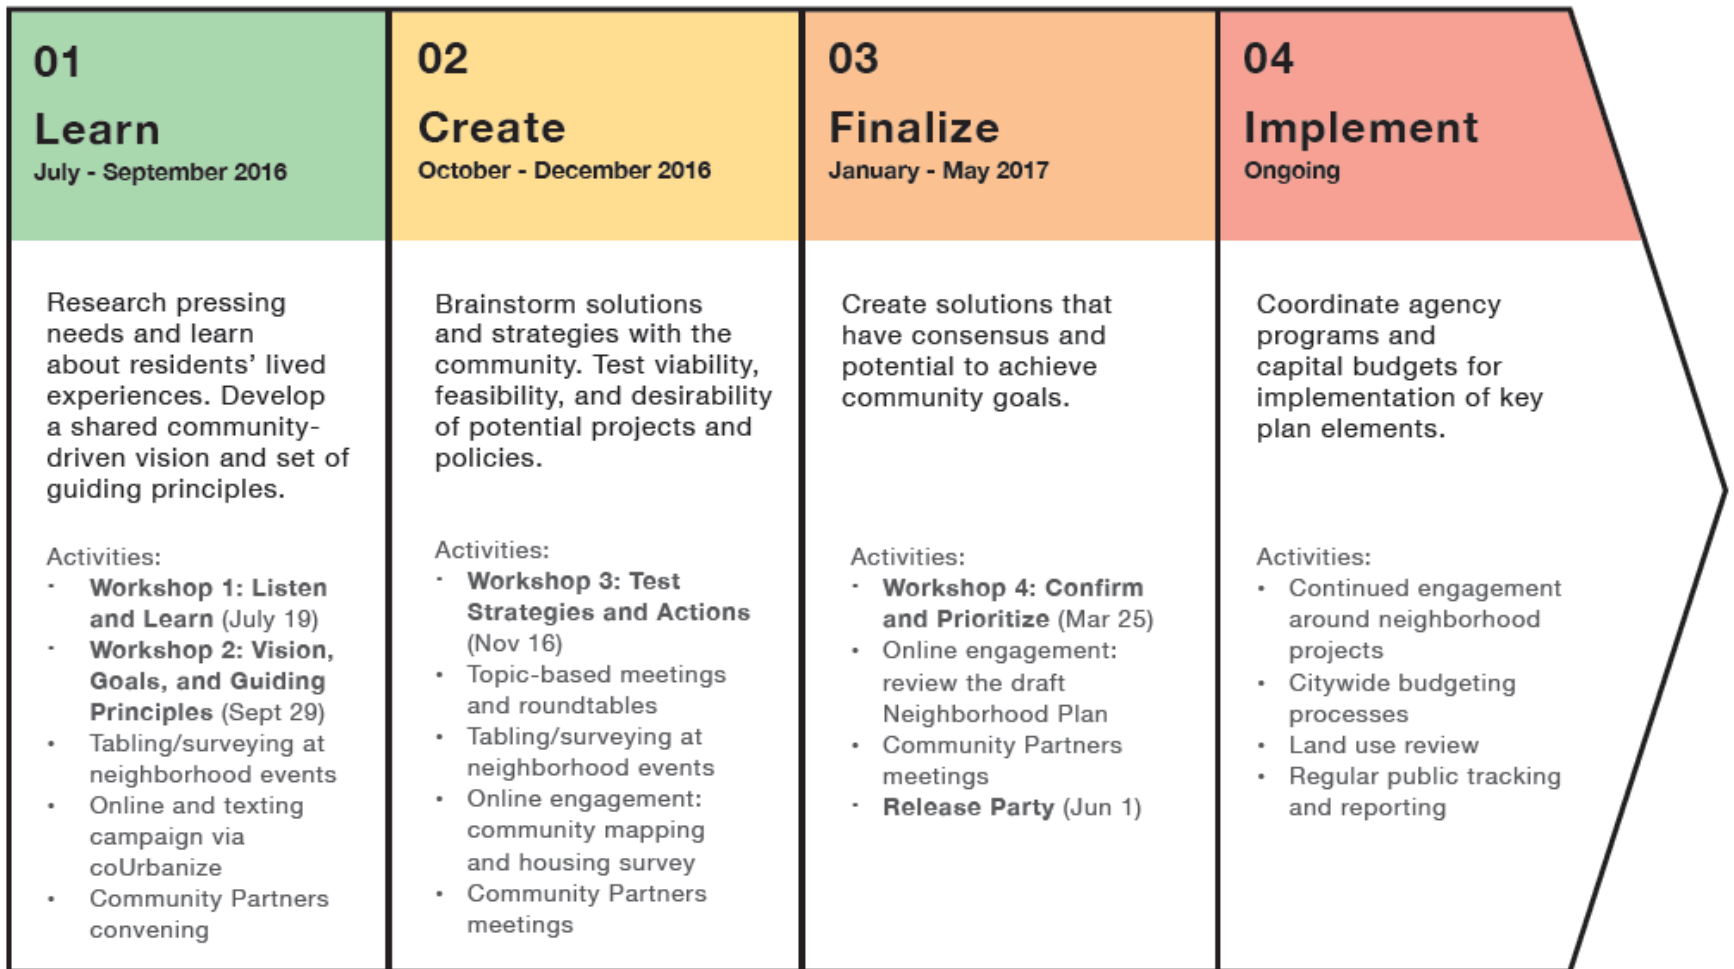 01
Learn
July - September 2016
Research pressing
needs and learn
about residents’ lived
experiences. Develop
a shared community-
driven vision and set of
guiding principles.
Activities:
- Workshop 1: Listen
and Learn (July 19)
- Workshop 2: Vision,
Goals, and Guiding
Principles (Sept 29)
• Tabling/surveying at
neighborhood events
• Online and texting
campaign via
coUrbanize
• Community Partners
convening
02
Create
October - December 2016
Brainstorm solutions
and strategies with the
community. Test viability,
feasibility, and desirability
of potential projects and
policies.
Activities:
- Workshop 3: Test
Strategies and Actions
(Nov 16)
• Topic-based meetings
and roundtables
• Tabling/surveying at
neighborhood events
• Online engagement:
community mapping
and housing survey
• Community Partners
meetings
03
Finalize
January - May 2017
Create solutions that
have consensus and
potential to achieve
community goals.
Activities:
- Workshop 4: Confirm
and Prioritize (Mar 25)
• Online engagement:
review the draft
Neighborhood Plan
• Community Partners
meetings
- Release Party (Jun 1)
04
Implement
Ongoing
Coordinate agency
programs and
capital budgets for
implementation of key
plan elements.
Activities:
• Continued engagement
around neighborhood
projects
• Citywide budgeting
processes
• Land use review
• Regular public tracking
and reporting